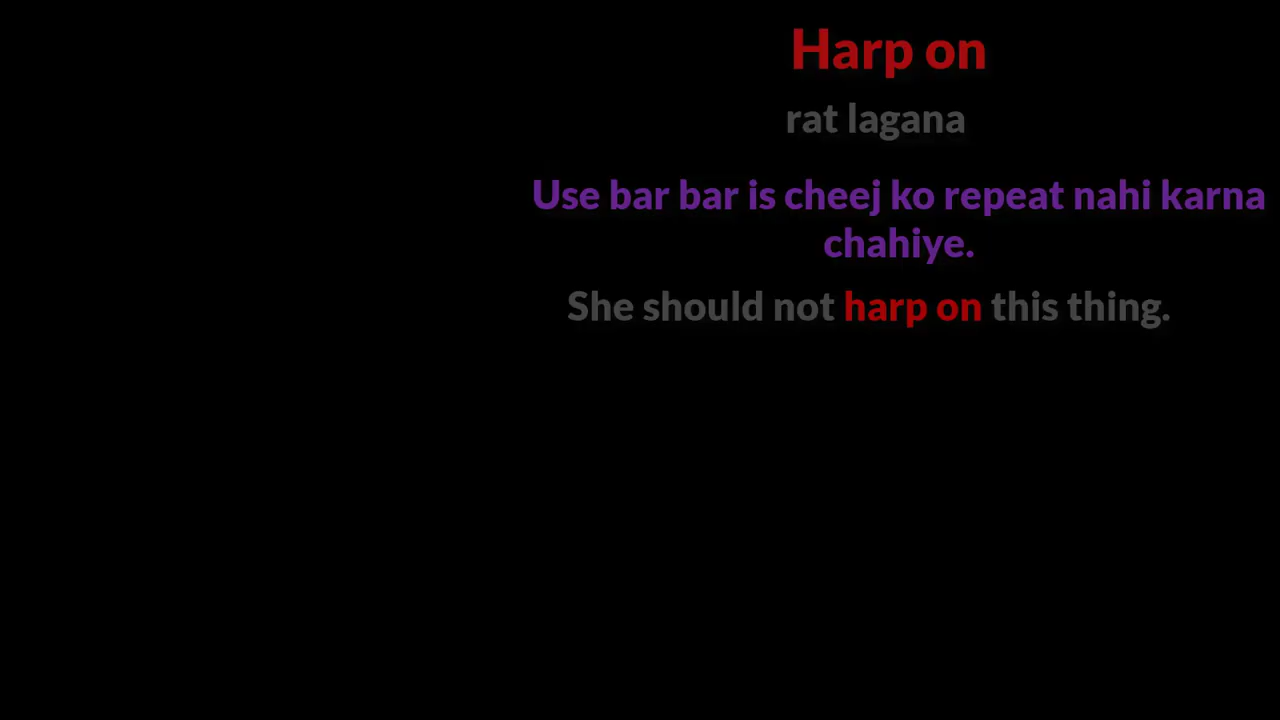 Harp on
rat lagana
Use bar bar is cheej ko repeat nahi karna
chahiye.
She should not harp on this thing.